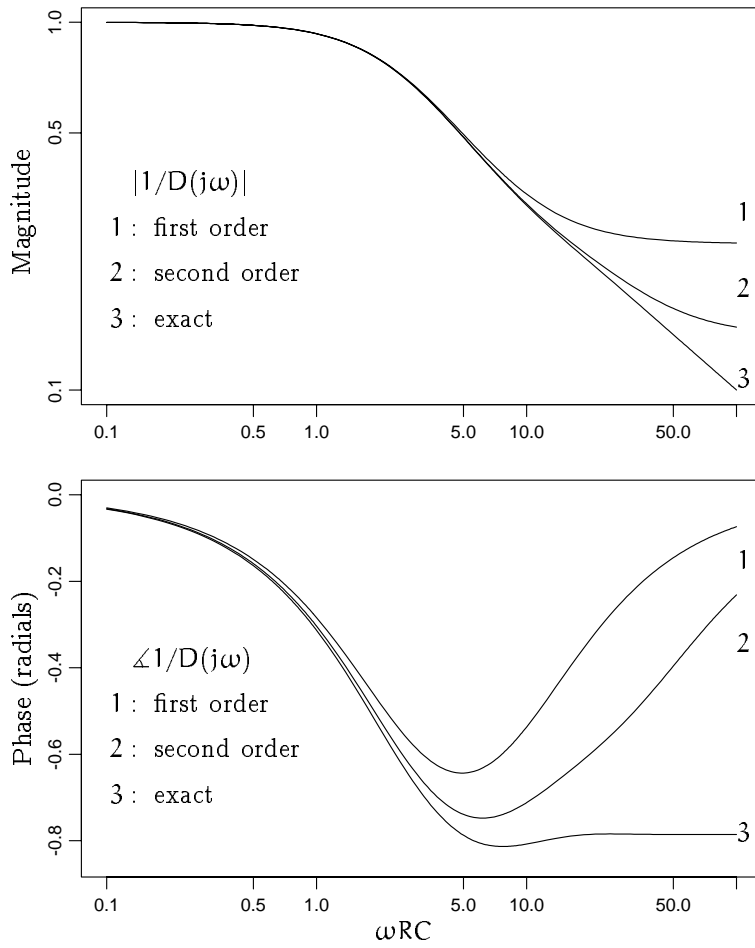 1.0
0.5
0.1
Magnitude
|1/D(jω)|
1 : first order
2 : second order
3 : exact
1
2
3
0.1 0.5 1.0 5.0 10.0 50.0
0.0
-0.2
-0.4
-0.6
-0.8
Phase (radials)
∡1/D(jω)
1 : first order
2 : second order
3 : exact
1
2
3
0.1 0.5 1.0 5.0 10.0 50.0
ωRC